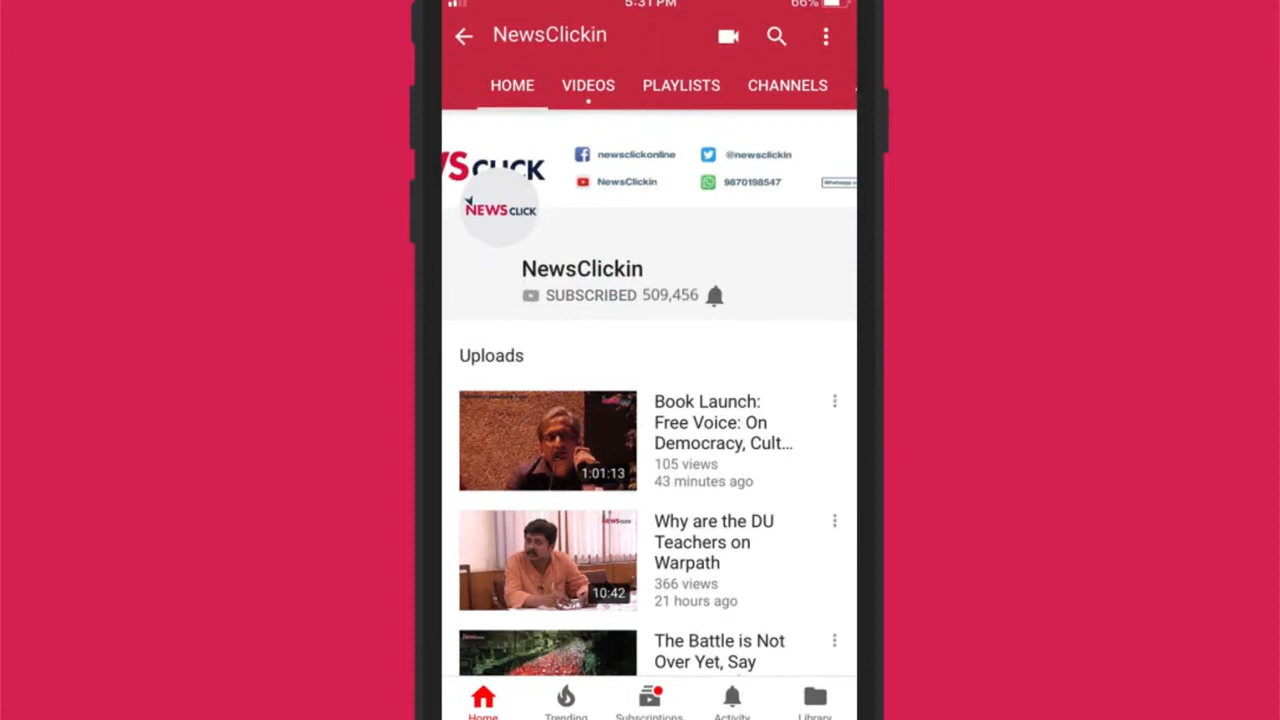 5:31 PM
66%
NewsClickin
HOME VIDEOS PLAYLISTS CHANNELS
CLICK
newsclickonline
@newsclickin
NewsClickin
9870198547
NEWS CLICK
NewsClickin
SUBSCRIBED 509,456
Uploads
Book Launch:
Free Voice: On
Democracy, Cult...
105 views
43 minutes ago
1:01:13
Why are the DU
Teachers on
Warpath
366 views
21 hours ago
NEWSCLICK
10:42
The Battle is Not
Over Yet, Say
Home Trending Subscriptions Activity Library